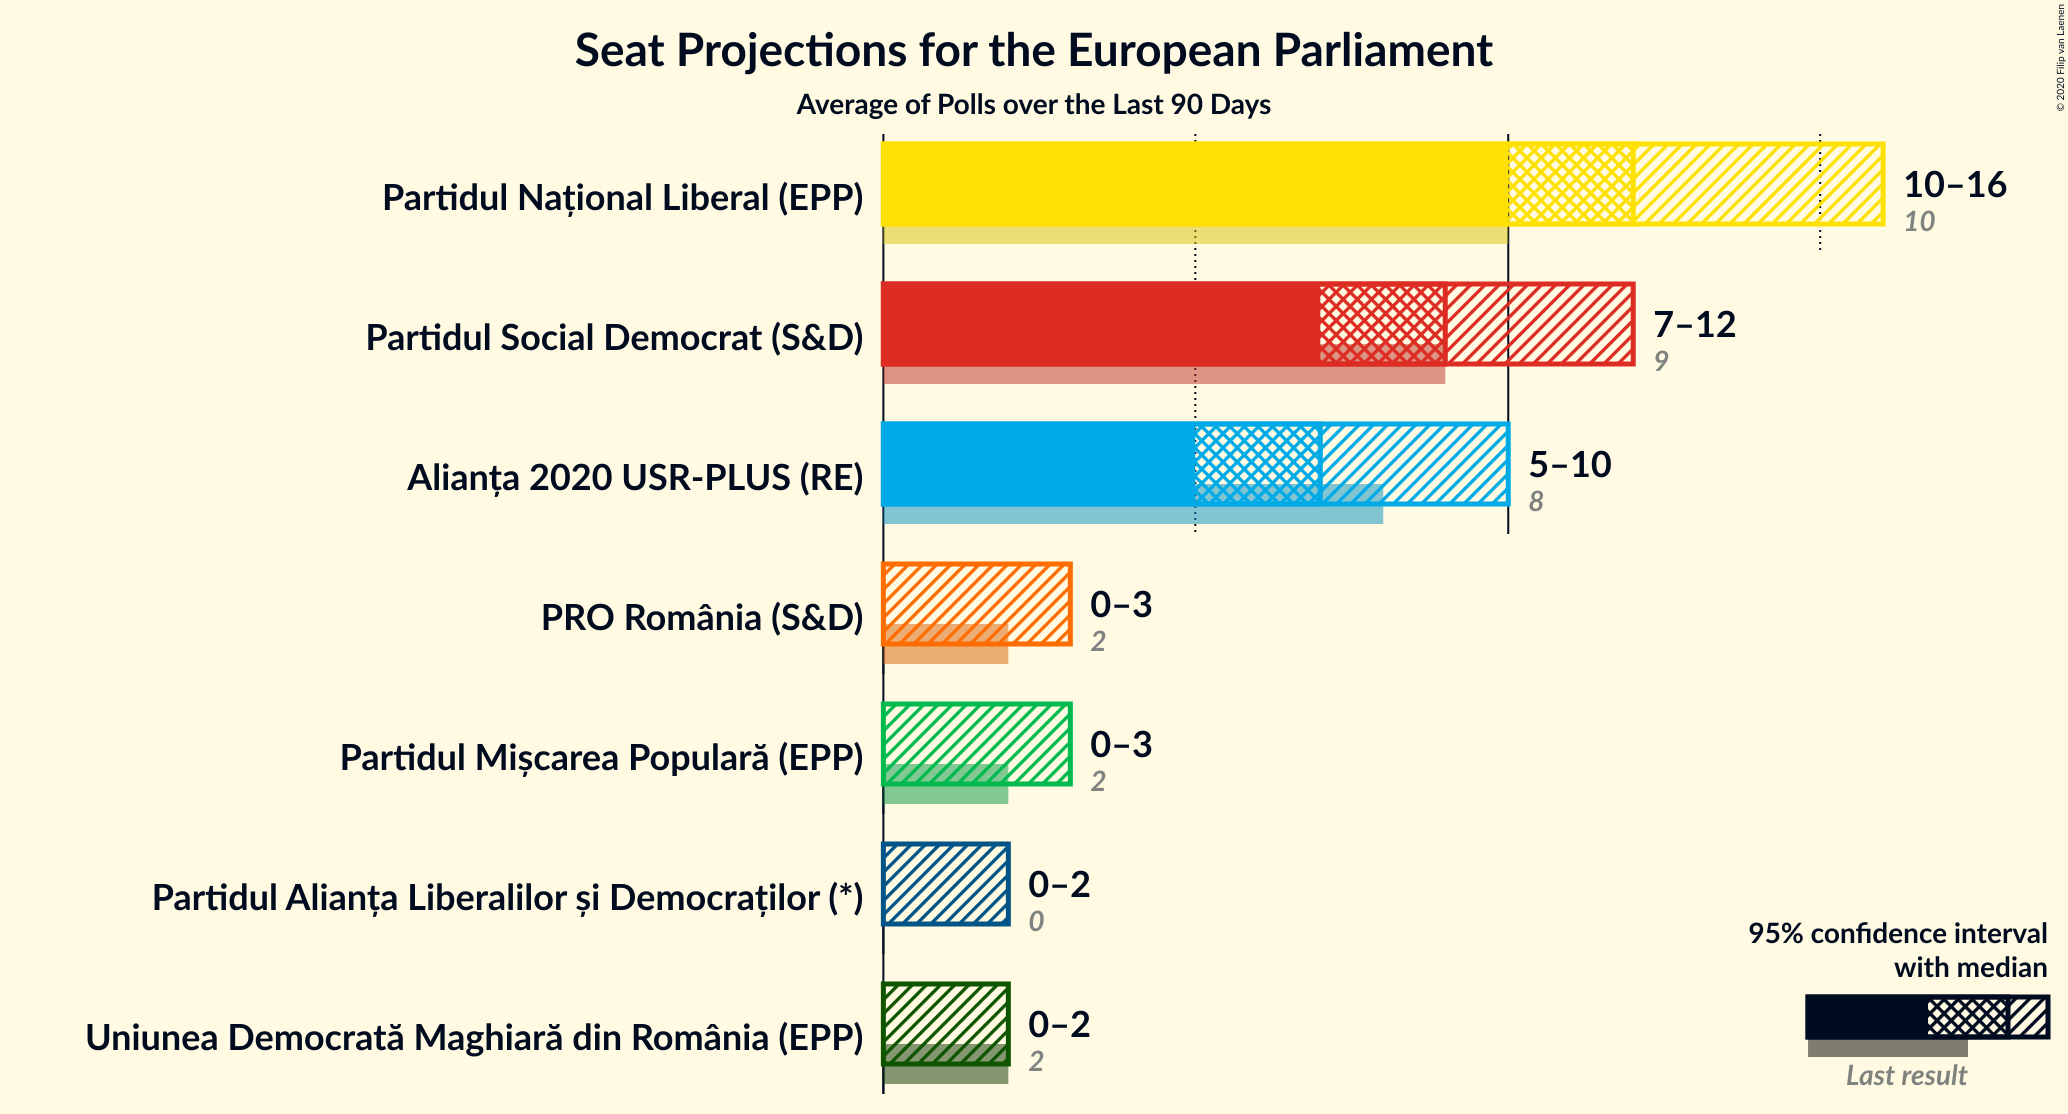 Seat Projections for the European Parliament
Average of Polls over the Last 90 Days
© 2020 Filip van Laenen
Partidul Național Liberal (EPP)
10–16
10
Partidul Social Democrat (S&D)
7–12
9
Alianța 2020 USR-PLUS (RE)
5–10
8
PRO România (S&D)
0–3
2
Partidul Mișcarea Populară (EPP)
0–3
2
Partidul Alianța Liberalilor și Democraților (*)
0–2
0
Uniunea Democrată Maghiară din România (EPP)
0–2
2
95% confidence interval
with median
Last result